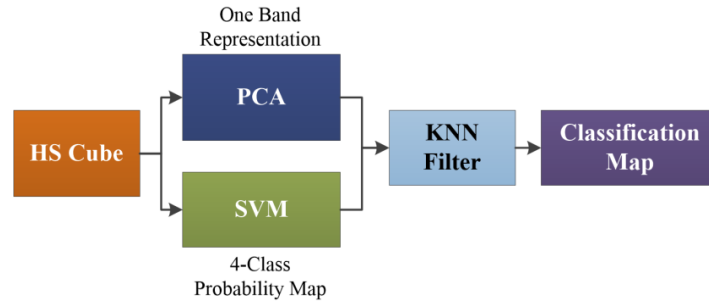 One Band
Representation
PCA
HS Cube
SVM
4-Class
Probability Map
KNN
Filter
Classification
Map